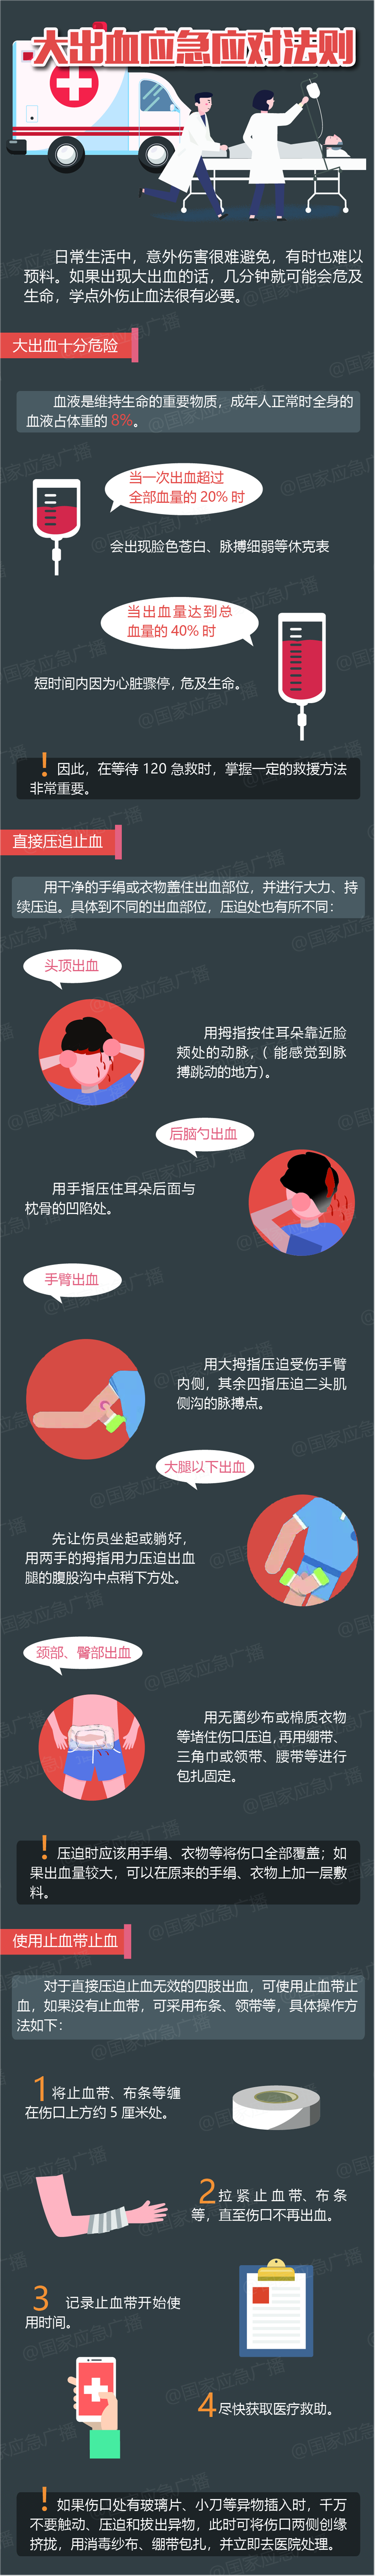 大出血应急应对法则
日常生活中，意外伤害很难避免，有时也难以
预料。如果出现大出血的话，几分钟就可能会危及
生命，学点外伤止血法很有必要。
大出血十分危险
血液是维持生命的重要物质，成年人正常时全身的
血液占体重的 8%。
当一次出血超过
全部血量的 20% 时
会出现脸色苍白、脉搏细弱等休克表
当出血量达到总
血量的 40% 时
短时间内因为心脏骤停，危及生命。
！因此，在等待 120 急救时，掌握一定的救援方法
非常重要。
直接压迫止血
用干净的手绢或衣物盖住出血部位，并进行大力、持
续压迫。具体到不同的出血部位，压迫处也有所不同：
头顶出血
用拇指按住耳朵靠近脸
颊处的动脉，（ 能感觉到脉
搏跳动的地方）。
后脑勺出血
用手指压住耳朵后面与
枕骨的凹陷处。
手臂出血
用大拇指压迫受伤手臂
内侧，其余四指压迫二头肌
侧沟的脉搏点。
大腿以下出血
先让伤员坐起或躺好，
用两手的拇指用力压迫出血
腿的腹股沟中点稍下方处。
颈部、臀部出血
用无菌纱布或棉质衣物
等堵住伤口压迫，再用绷带、
三角巾或领带、腰带等进行
包扎固定。
！压迫时应该用手绢、衣物等将伤口全部覆盖；如
果出血量较大，可以在原来的手绢、衣物上加一层敷
料。
使用止血带止血
对于直接压迫止血无效的四肢出血，可使用止血带止
血，如果没有止血带，可采用布条、领带等，具体操作方
法如下：
1 将止血带、布条等缠
在伤口上方约 5 厘米处。
2 拉紧止血带、布条
等，直至伤口不再出血。
3 记录止血带开始使
用时间。
4 尽快获取医疗救助。
！如果伤口处有玻璃片、小刀等异物插入时，千万
不要触动、压迫和拔出异物，此时可将伤口两侧创缘
挤拢，用消毒纱布、绷带包扎，并立即去医院处理。
@国家应急广播